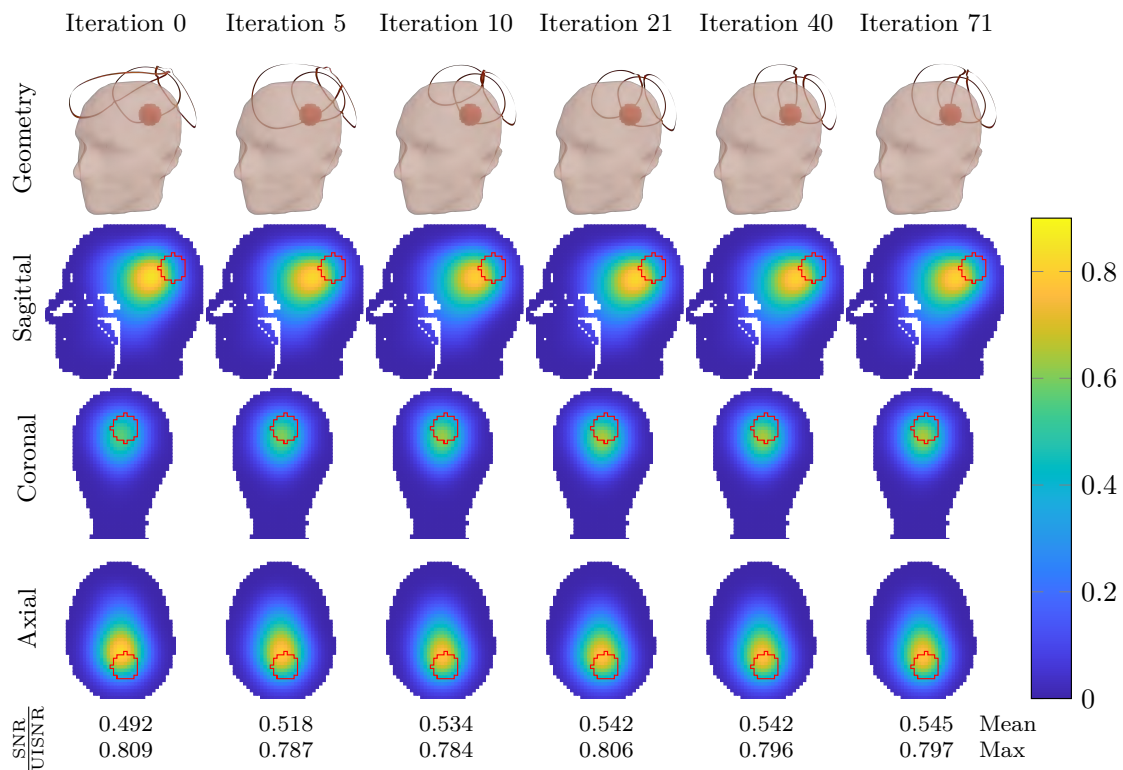 Iteration 0 Iteration 5 Iteration 10 Iteration 21 Iteration 40 Iteration 71
Geometry
Sagittal
Coronal
Axial
0.8
0.6
0.4
0.2
0
SNR
UISNR
0.492 0.518 0.534 0.542 0.542 0.545 Mean
0.809 0.787 0.784 0.806 0.796 0.797 Max